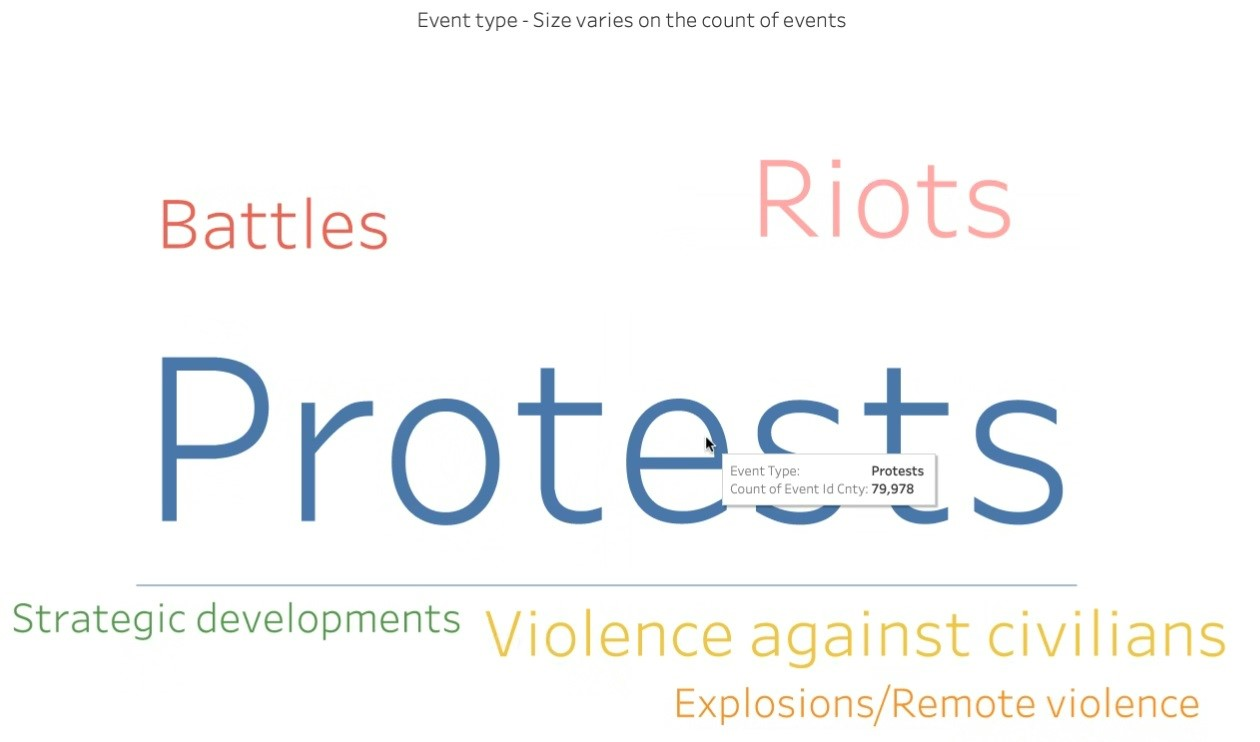 Event type - Size varies on the count of events
Battles
Riots
Protests
Event Type: Protests
Count of Event Id Cnty: 79,978
Strategic developments
Violence against civilians
Explosions/Remote violence